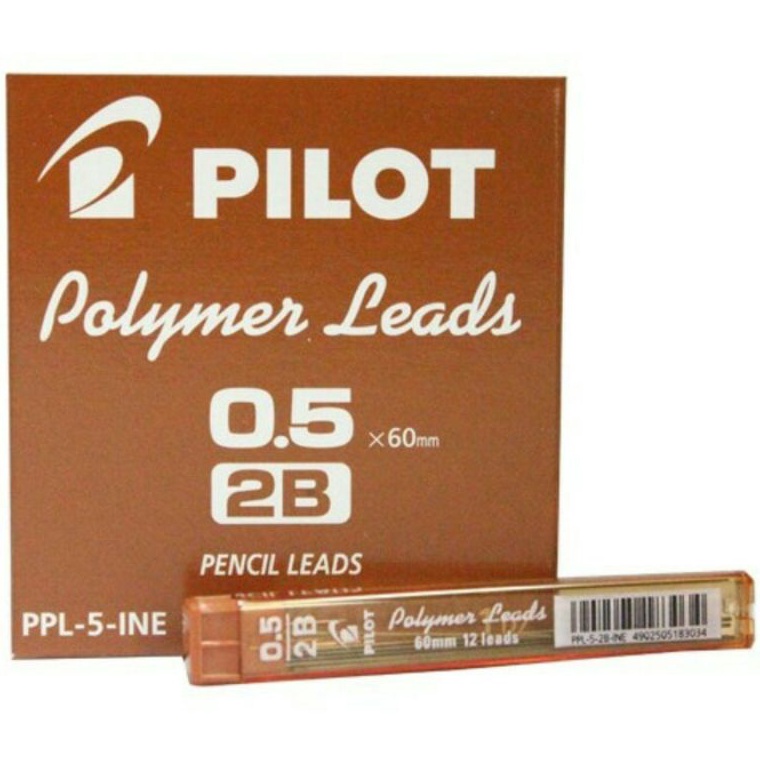 PILOT
Polymer Leads
0.5 ×60mm
2B
PENCIL LEADS
PPL-5-INE
0.5
2B
PILOT
Polymer Leads
60mm 12 leads
PPL-5-2B-INE 4902505183034